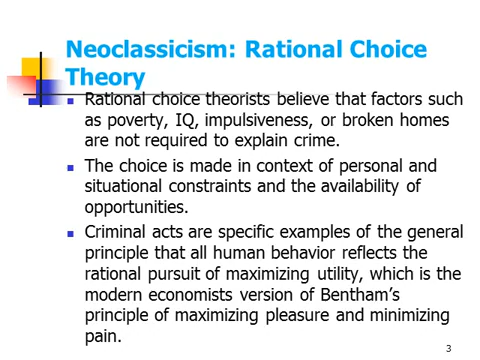 Neoclassicism: Rational Choice
Theory
Rational choice theorists believe that factors such
as poverty, IQ, impulsiveness, or broken homes
are not required to explain crime.
The choice is made in context of personal and
situational constraints and the availability of
opportunities.
Criminal acts are specific examples of the general
principle that all human behavior reflects the
rational pursuit of maximizing utility, which is the
modern economists version of Bentham’s
principle of maximizing pleasure and minimizing
pain.
3